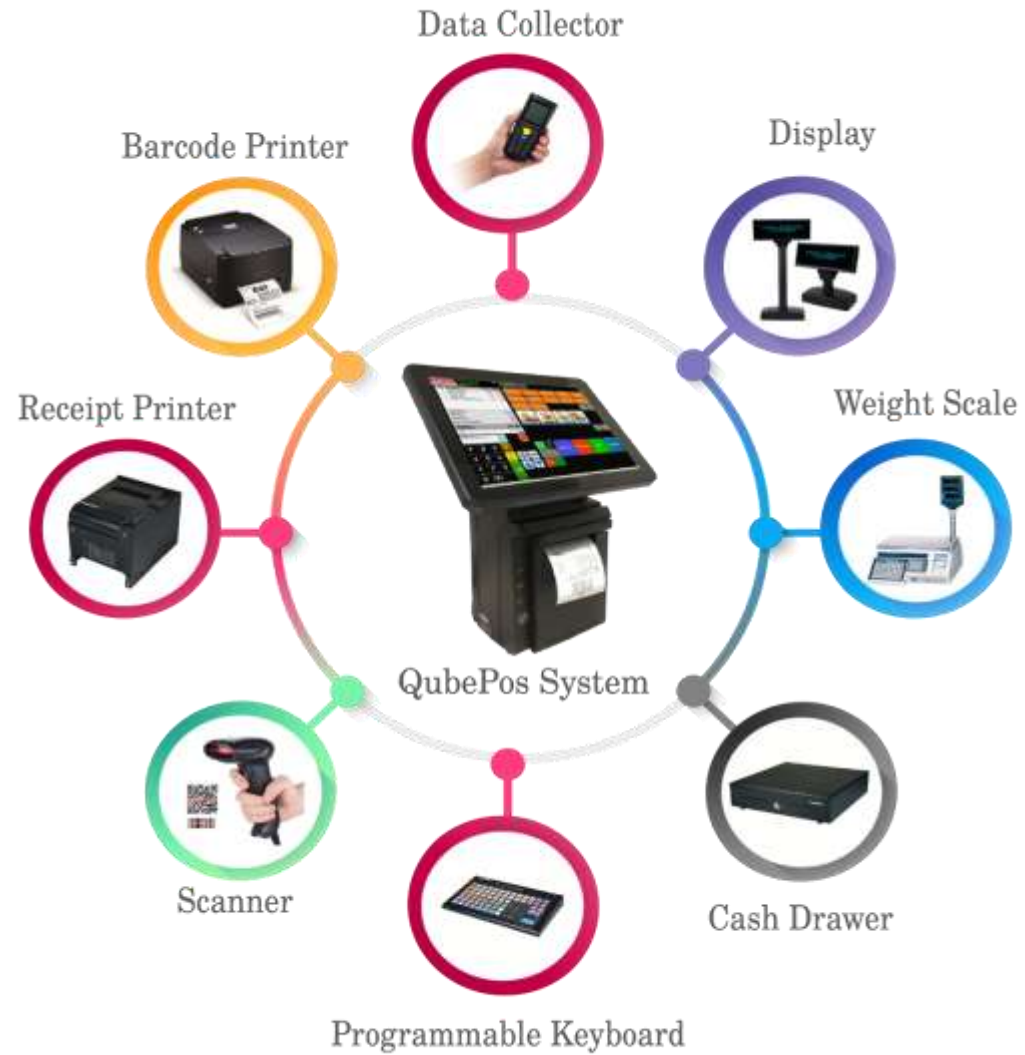 Data Collector
Barcode Printer
Display
Receipt Printer
Weight Scale
QubePos System
Scanner
Cash Drawer
Programmable Keyboard